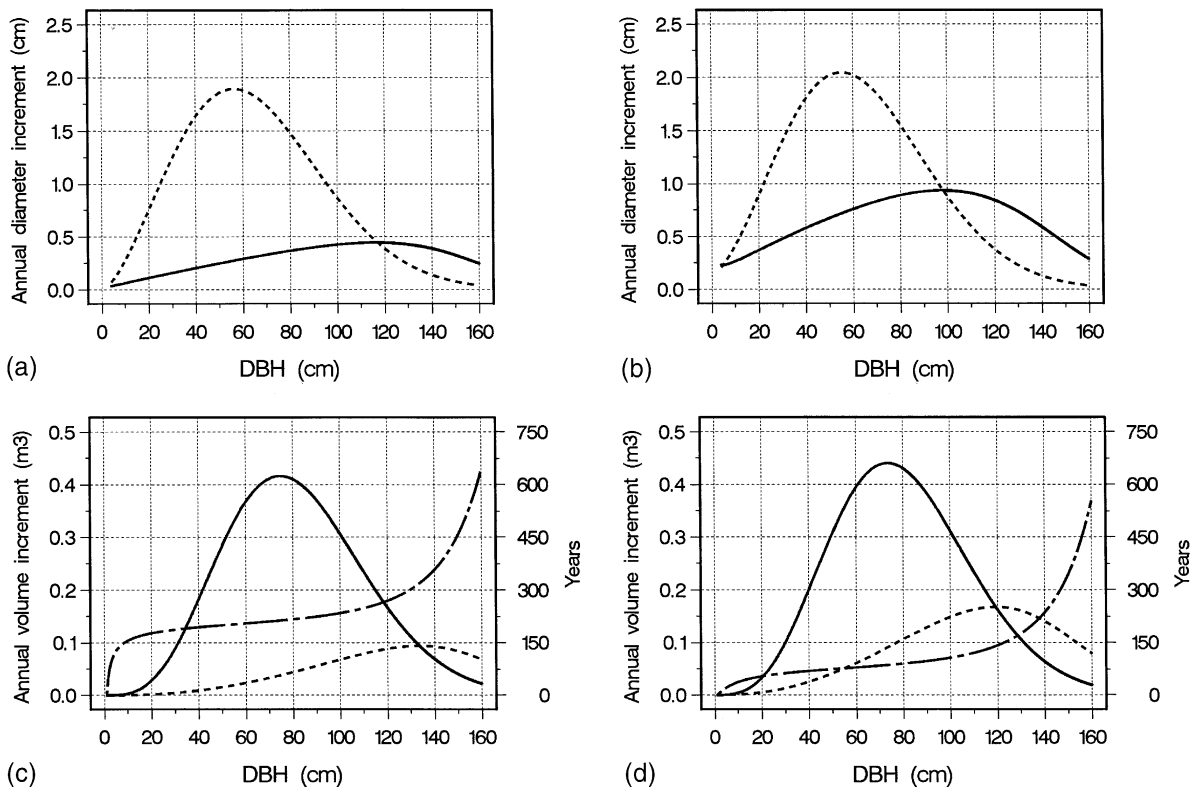 Annual diameter increment (cm)
2.5
2.0
1.5
1.0
0.5
0.0
0 20 40 60 80 100 120 140 160
DBH (cm)
(a)
Annual diameter increment (cm)
2.5
2.0
1.5
1.0
0.5
0.0
0 20 40 60 80 100 120 140 160
DBH (cm)
(b)
Annual volume increment (m3)
0.5
0.4
0.3
0.2
0.1
0.0
750
600
450
300
150
0
Years
0 20 40 60 80 100 120 140 160
DBH (cm)
(c)
Annual volume increment (m3)
0.5
0.4
0.3
0.2
0.1
0.0
750
600
450
300
150
0
Years
0 20 40 60 80 100 120 140 160
DBH (cm)
(d)